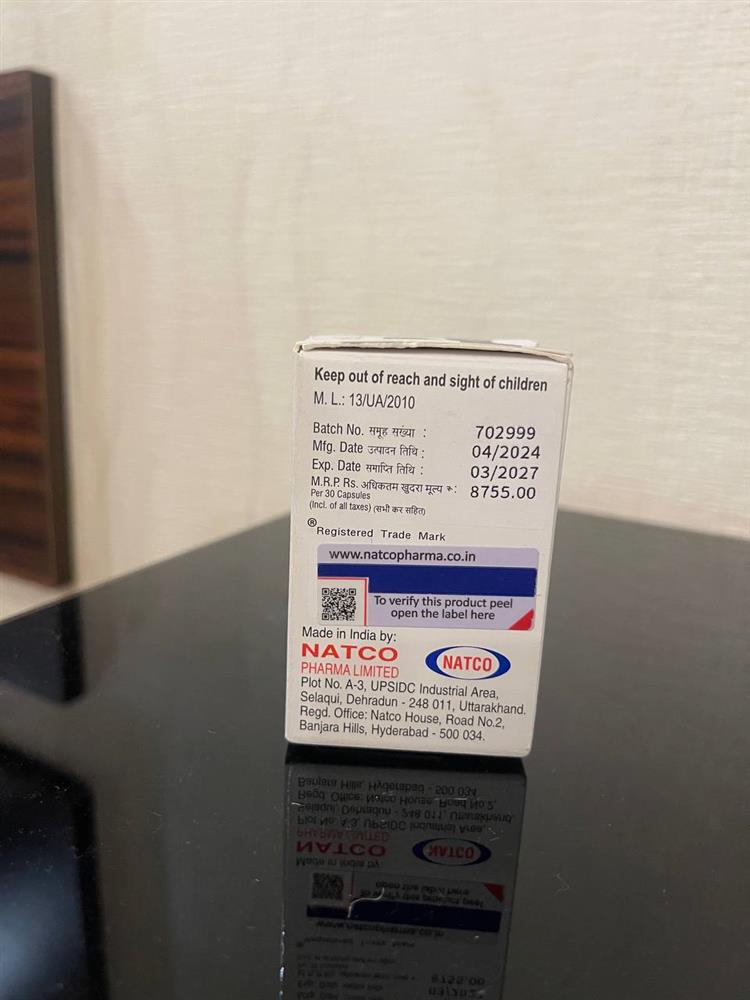 Keep out of reach and sight of children
M. L.: 13/UA/2010
Batch No. समूह संख्या : 702999
Mfg. Date उत्पादन तिथि : 04/2024
Exp. Date समाप्ति तिथि : 03/2027
M.R.P. Rs. अधिकतम खुदरा मूल्य रु: 8755.00
Per 30 Capsules
(Incl. of all taxes) (सभी कर सहित)
® Registered Trade Mark
www.natcopharma.co.in
To verify this product peel
open the label here
Made in India by:
NATCO
PHARMA LIMITED
NATCO
Plot No. A-3, UPSIDC Industrial Area,
Selaqui, Dehradun - 248 011, Uttarakhand.
Regd. Office: Natco House, Road No.2,
Banjara Hills, Hyderabad - 500 034.